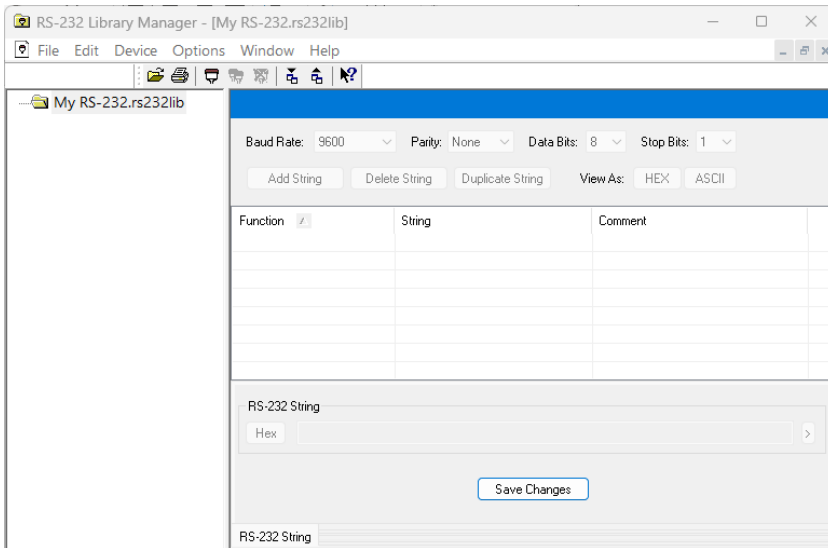 RS-232 Library Manager - [My RS-232.rs232lib]
File Edit Device Options Window Help
My RS-232.rs232lib
Baud Rate: 9600 Parity: None Data Bits: 8 Stop Bits: 1
Add String Delete String Duplicate String View As: HEX ASCII
Function / String Comment
RS-232 String
Hex >
Save Changes
RS-232 String